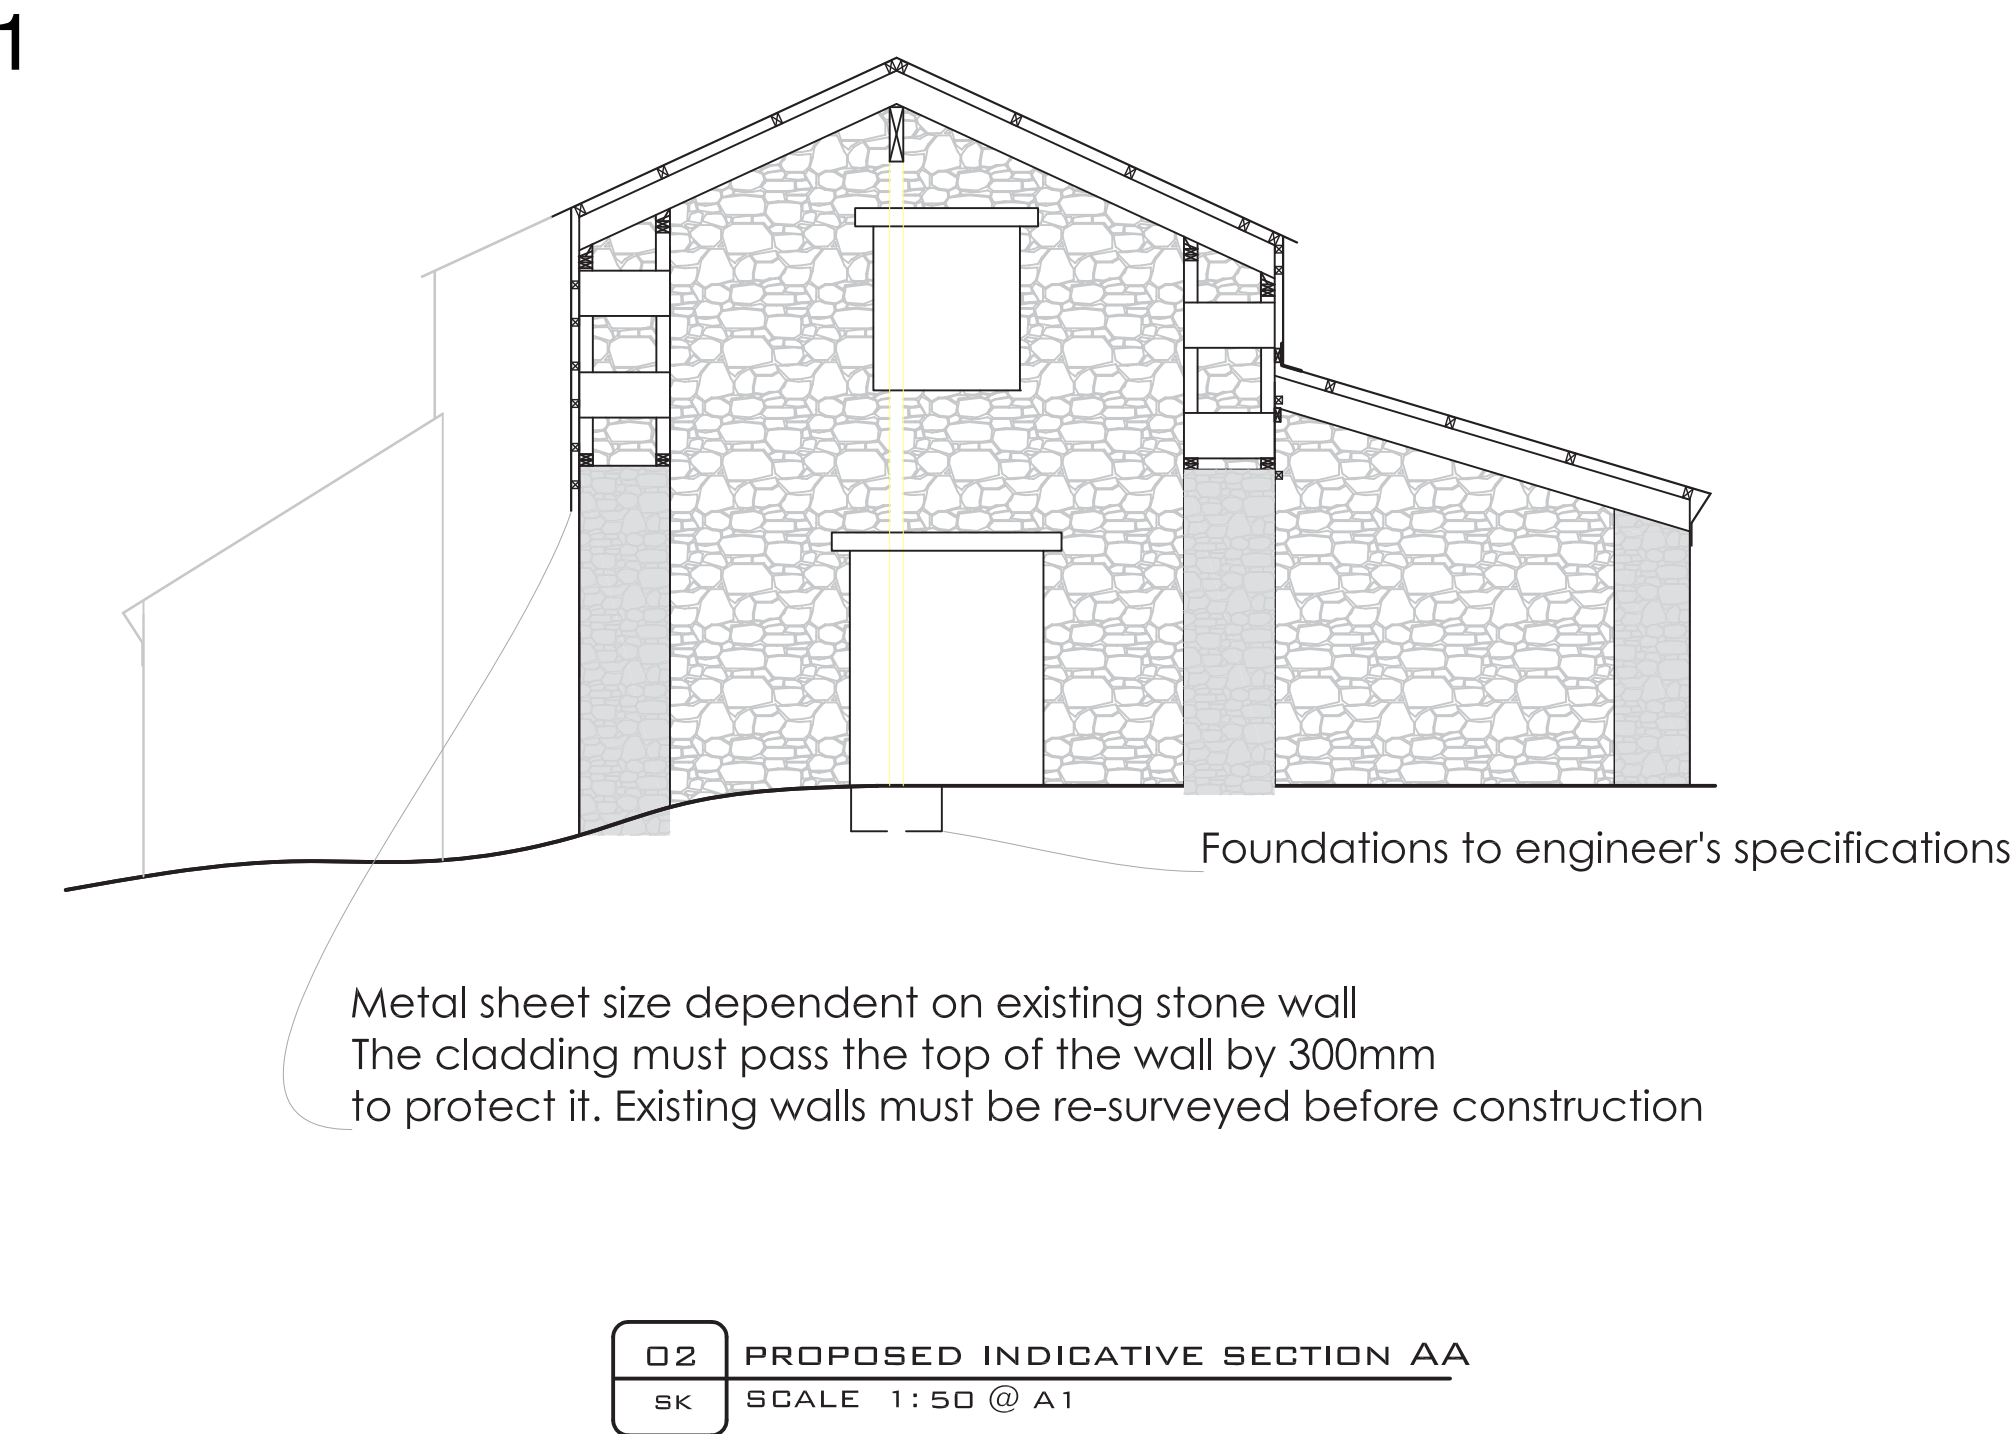 1
Foundations to engineer's specifications
Metal sheet size dependent on existing stone wall
The cladding must pass the top of the wall by 300mm
to protect it. Existing walls must be re-surveyed before construction
02
PROPOSED INDICATIVE SECTION AA
SK
SCALE 1:50 @ A1